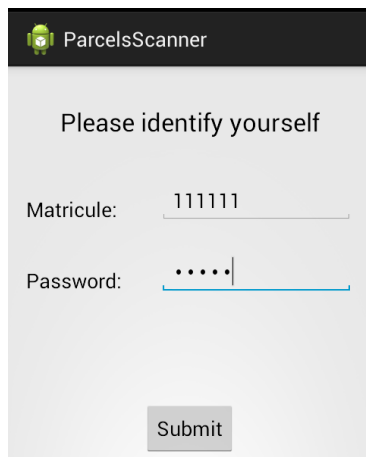 ParcelsScanner
Please identify yourself
Matricule: 111111
Password: •••••
Submit